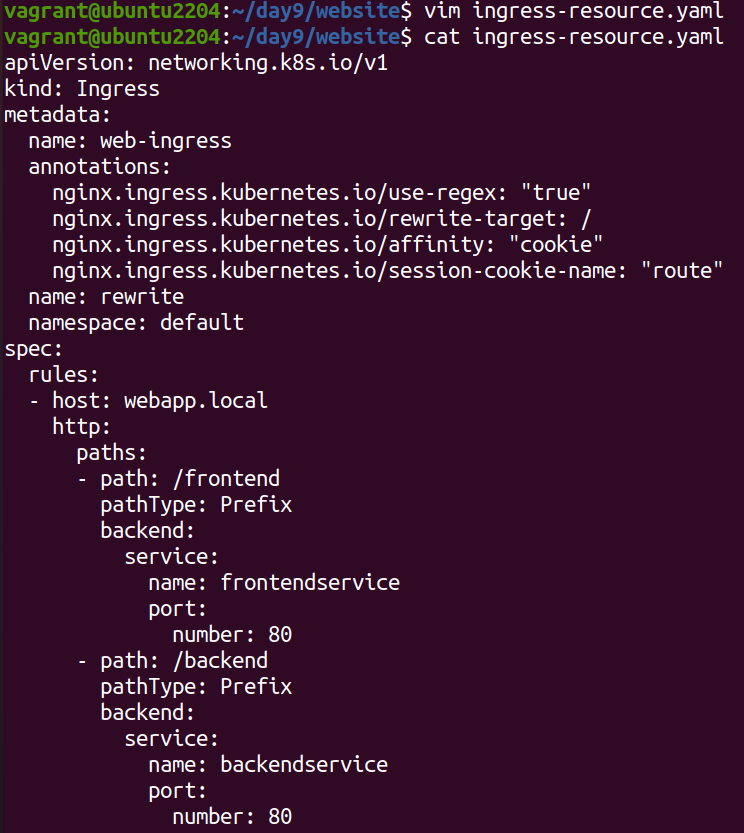 vagrant@ubuntu2204:~/day9/website$ vim ingress-resource.yaml
vagrant@ubuntu2204:~/day9/website$ cat ingress-resource.yaml
apiVersion: networking.k8s.io/v1
kind: Ingress
metadata:
  name: web-ingress
  annotations:
    nginx.ingress.kubernetes.io/use-regex: "true"
    nginx.ingress.kubernetes.io/rewrite-target: /
    nginx.ingress.kubernetes.io/affinity: "cookie"
    nginx.ingress.kubernetes.io/session-cookie-name: "route"
  name: rewrite
  namespace: default
spec:
  rules:
  - host: webapp.local
    http:
      paths:
      - path: /frontend
        pathType: Prefix
        backend:
          service:
            name: frontendservice
            port:
              number: 80
      - path: /backend
        pathType: Prefix
        backend:
          service:
            name: backendservice
            port:
              number: 80